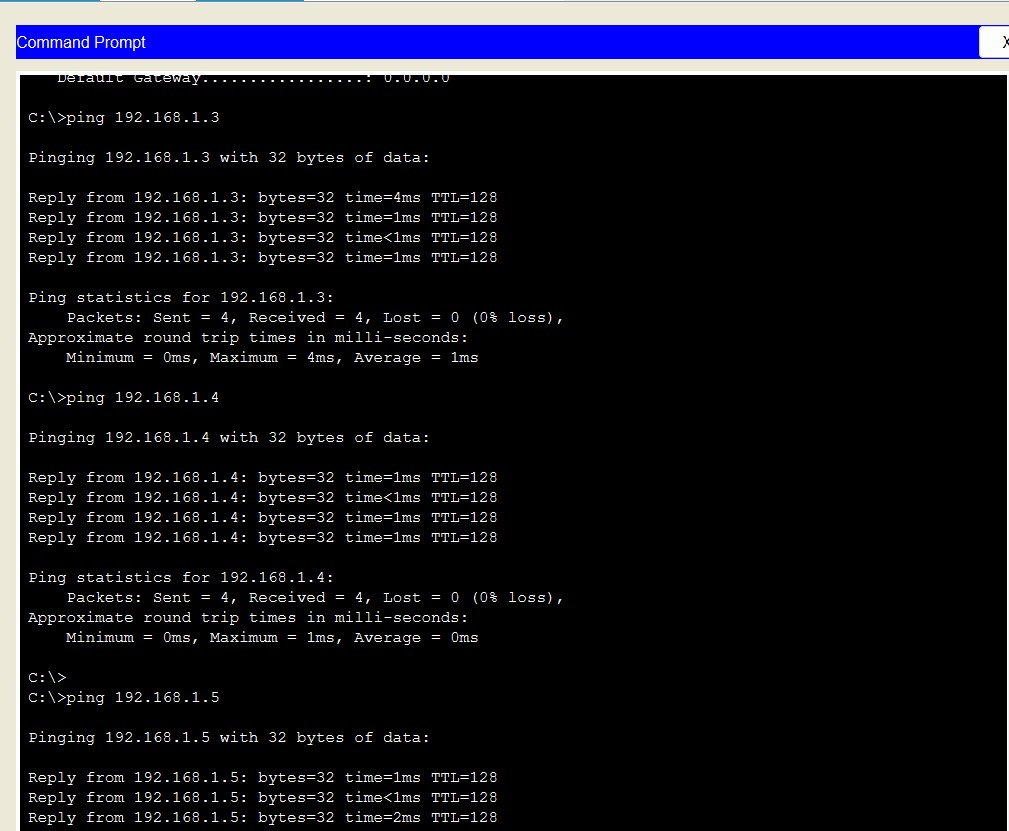 Command Prompt
X
Default Gateway.................: 0.0.0.0
C:\>ping 192.168.1.3
Pinging 192.168.1.3 with 32 bytes of data:
Reply from 192.168.1.3: bytes=32 time=4ms TTL=128
Reply from 192.168.1.3: bytes=32 time=1ms TTL=128
Reply from 192.168.1.3: bytes=32 time<1ms TTL=128
Reply from 192.168.1.3: bytes=32 time=1ms TTL=128
Ping statistics for 192.168.1.3:
Packets: Sent = 4, Received = 4, Lost = 0 (0% loss),
Approximate round trip times in milli-seconds:
Minimum = 0ms, Maximum = 4ms, Average = 1ms
C:\>ping 192.168.1.4
Pinging 192.168.1.4 with 32 bytes of data:
Reply from 192.168.1.4: bytes=32 time=1ms TTL=128
Reply from 192.168.1.4: bytes=32 time<1ms TTL=128
Reply from 192.168.1.4: bytes=32 time=1ms TTL=128
Reply from 192.168.1.4: bytes=32 time=1ms TTL=128
Ping statistics for 192.168.1.4:
Packets: Sent = 4, Received = 4, Lost = 0 (0% loss),
Approximate round trip times in milli-seconds:
Minimum = 0ms, Maximum = 1ms, Average = 0ms
C:\>
C:\>ping 192.168.1.5
Pinging 192.168.1.5 with 32 bytes of data:
Reply from 192.168.1.5: bytes=32 time=1ms TTL=128
Reply from 192.168.1.5: bytes=32 time<1ms TTL=128
Reply from 192.168.1.5: bytes=32 time=2ms TTL=128